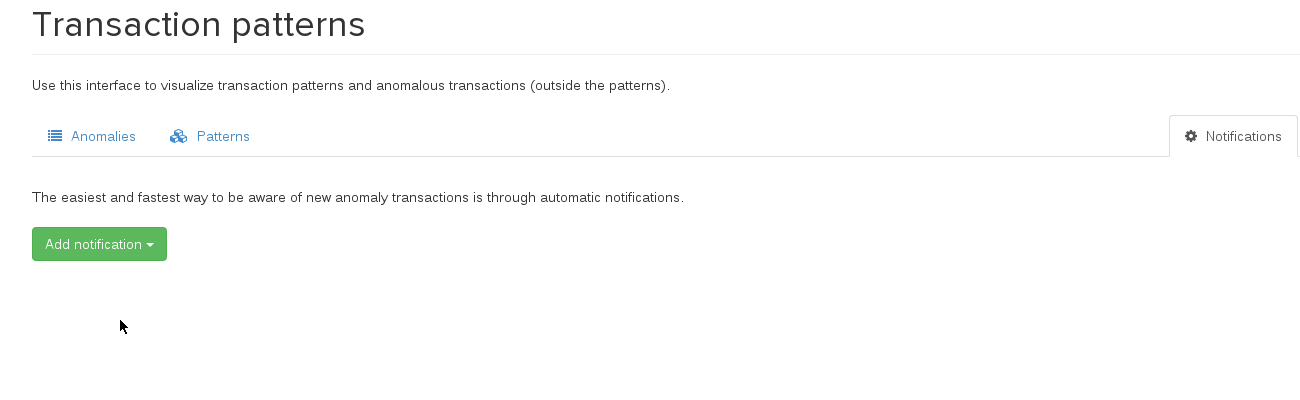 Transaction patterns
Use this interface to visualize transaction patterns and anomalous transactions (outside the patterns).
Anomalies Patterns Notifications
The easiest and fastest way to be aware of new anomaly transactions is through automatic notifications.
Add notification